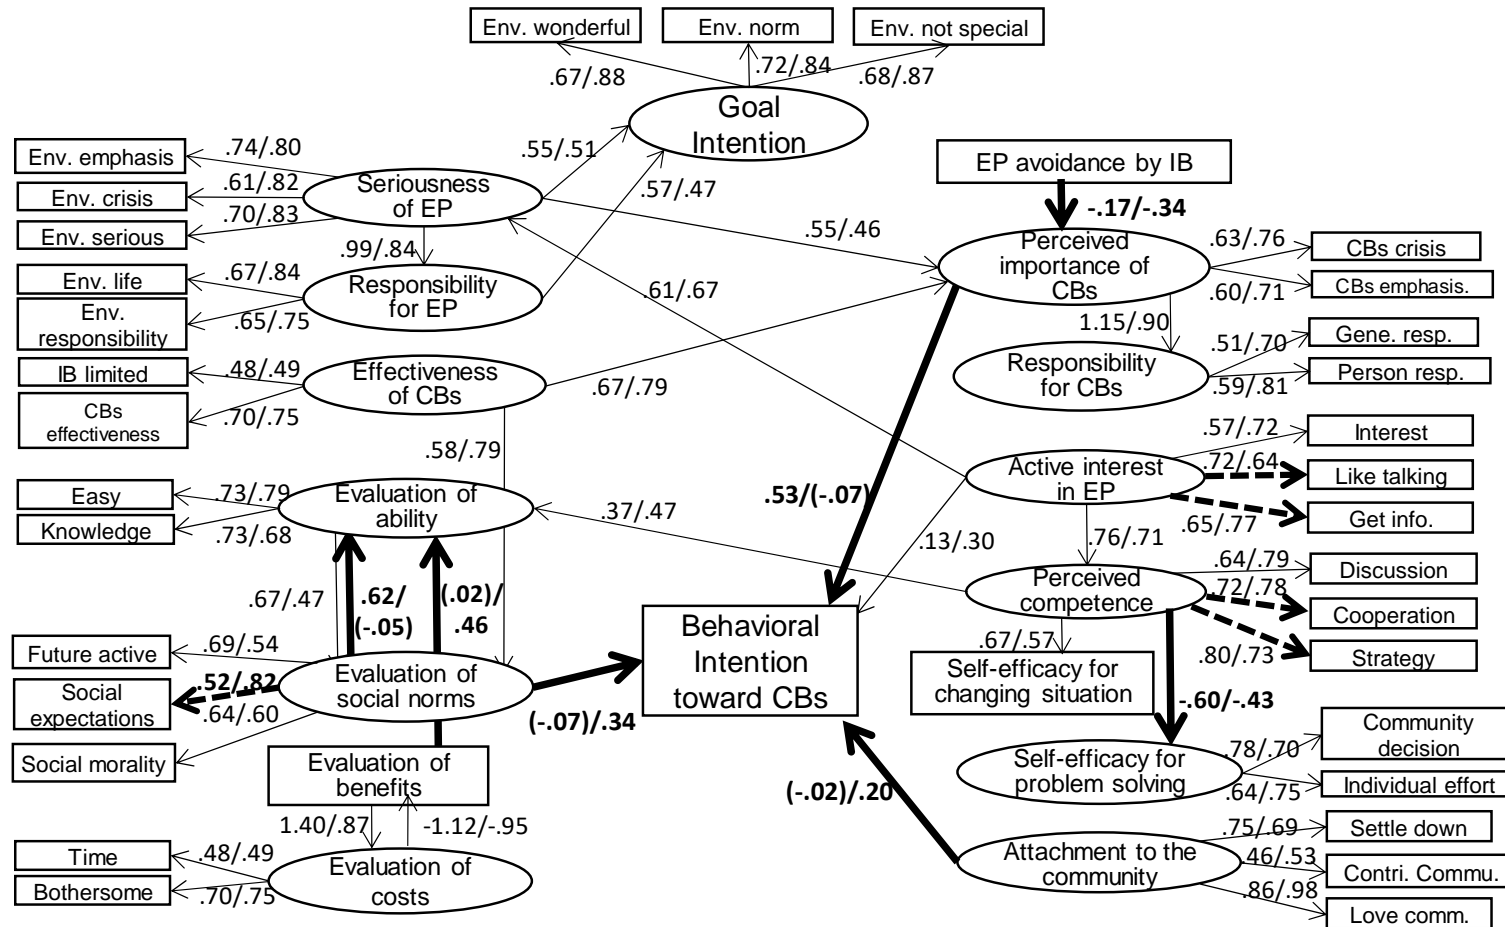 Env. wonderful
Env. norm
Env. not special
.67/.88
.72/.84
.68/.87
Goal
Intention
Env. emphasis
.74/.80
.55/.51
EP avoidance by IB
Env. crisis
.61/.82
Seriousness
of EP
.57/.47
-.17/-.34
Env. serious
.70/.83
.55/.46
Perceived
importance of
CBs
.63/.76
CBs crisis
.99/.84
Env. life
.67/.84
Responsibility
for EP
.61/.67
.60/.71
CBs emphasis.
Env.
responsibility
.65/.75
1.15/.90
.51/.70
Gene. resp.
IB limited
.48/.49
Effectiveness
of CBs
.67/.79
Responsibility
for CBs
.59/.81
Person resp.
CBs
effectiveness
.70/.75
.58/.79
.57/.72
Interest
Active interest
in EP
.72/.64
Like talking
Easy
.73/.79
Evaluation of
ability
.53/(-.07)
.65/.77
Get info.
Knowledge
.73/.68
.37/.47
.13/.30
.76/.71
.64/.79
Discussion
.67/.47
.62/
(-.05)
(.02)/
.46
Perceived
competence
.72/.78
Cooperation
Behavioral
Intention
toward CBs
.67/.57
.80/.73
Strategy
Future active
.69/.54
Evaluation of
social norms
Self-efficacy for
changing situation
Social
expectations
.52/.82
.64/.60
(-.07)/.34
-.60/-.43
Social morality
Community
decision
.78/.70
Evaluation of
benefits
Self-efficacy for
problem solving
.64/.75
Individual effort
(-.02)/.20
1.40/.87
-1.12/-.95
.75/.69
Settle down
Time
.48/.49
Evaluation of
costs
Attachment to the
community
.46/.53
Contri. Commu.
Bothersome
.70/.75
.86/.98
Love comm.